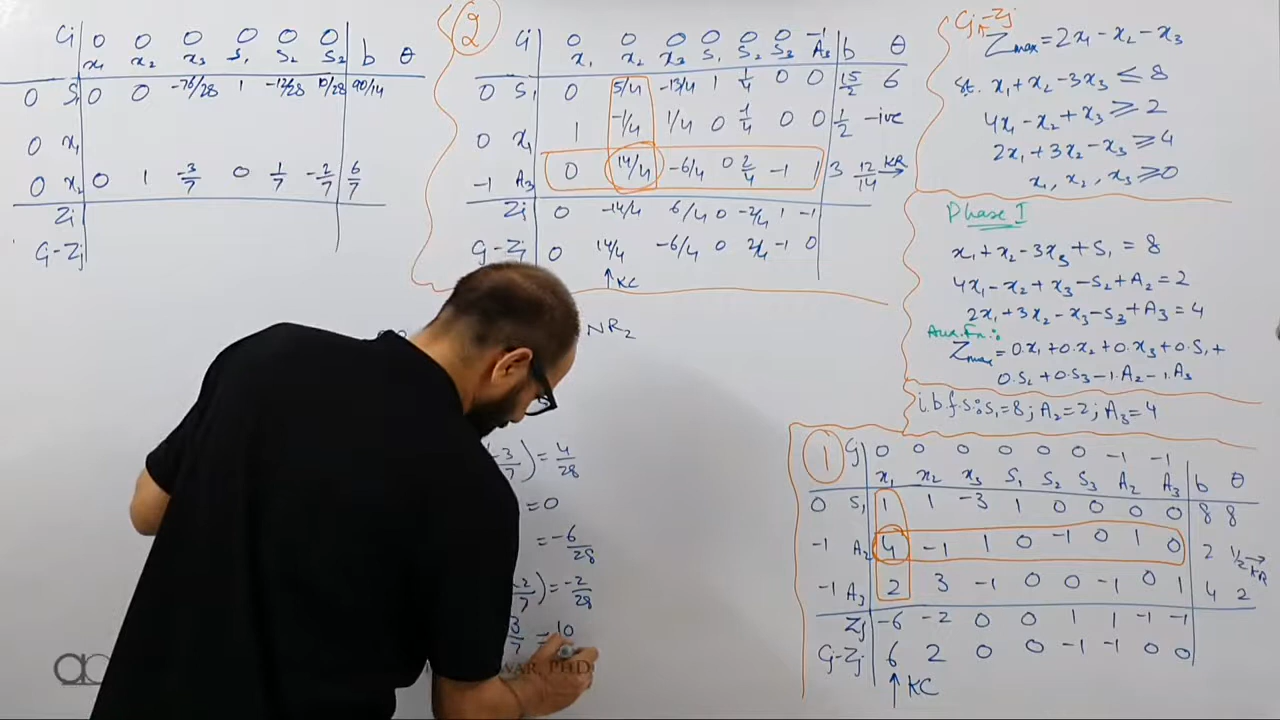 Cj 0 0 0 0 0 0
x₁ x₂ x₃ S₁ S₂ S₂ b θ
0 S₁ 0 0 -76/28 1 -12/28 10/28 90/14
0 x₁
0 x₂ 0 1 -3/7 0 1/7 -2/7 6/7
Zj
Cj-Zj
2
Cj 0 0 0 0 0 0 -1
x₁ x₂ x₃ S₁ S₂ S₃ A₃ b θ
0 S₁ 0 5/4 -13/4 1 1/4 0 0 15/2 6
0 x₁ 1 -1/4 1/4 0 1/4 0 0 1/2 -ive
-1 A₃ 0 14/4 -6/4 0 2/4 -1 1 3 12/14 KR
Zj 0 -14/4 6/4 0 -2/4 1 -1
Cj-Zj 0 14/4 -6/4 0 2/4 -1 0
KC
NR₂
-3/7) = 4/28
= 0
= -6/28
-2/7) = -2/28
3/7 = 10
WAR, PHD
Cj-Zj
Zmax = 2x₁ - x₂ - x₃
St. x₁ + x₂ - 3x₃ ≤ 8
4x₁ - x₂ + x₃ ≥ 2
2x₁ + 3x₂ - x₃ ≥ 4
x₁, x₂, x₃ ≥ 0
Phase I
x₁ + x₂ - 3x₃ + S₁ = 8
4x₁ - x₂ + x₃ - S₂ + A₂ = 2
2x₁ + 3x₂ - x₃ - S₃ + A₃ = 4
Aux. Fn.:
Zmax = 0.x₁ + 0.x₂ + 0.x₃ + 0.S₁ +
0.S₂ + 0.S₃ - 1.A₂ - 1.A₃
i.b.f.s: S₁ = 8; A₂ = 2; A₃ = 4
1
Cj 0 0 0 0 0 0 -1 -1
x₁ x₂ x₃ S₁ S₂ S₃ A₂ A₃ b θ
0 S₁ 1 1 -3 1 0 0 0 0 8 8
-1 A₂ 4 -1 1 0 -1 0 1 0 2 1/2 KR
-1 A₃ 2 3 -1 0 0 -1 0 1 4 2
Zj -6 -2 0 0 1 1 -1 -1
Cj-Zj 6 2 0 0 -1 -1 0 0
KC